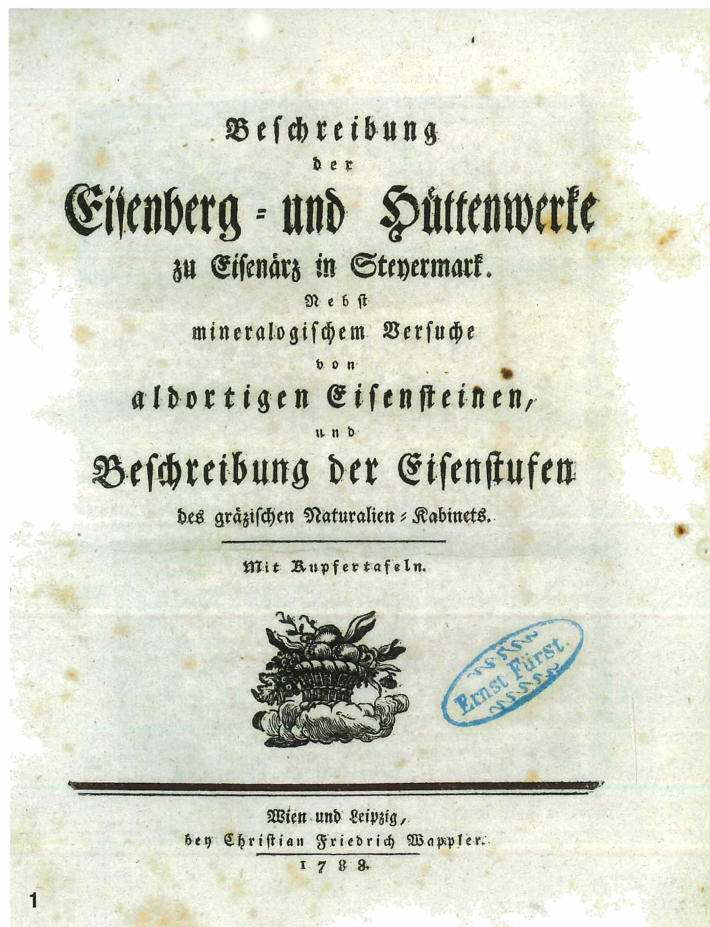 Beschreibung
der
Eisenberg- und Hüttenwerke
zu Eisenärz in Steyermark.
Nebst
mineralogischem Versuche
von
aldortigen Eisensteinen,
und
Beschreibung der Eisenstufen
des gräzischen Naturalien-Kabinets.
Mit Kupfertafeln.
Ernst Fürst.
Wien und Leipzig,
bey Christian Friedrich Wappler.
1788.
1